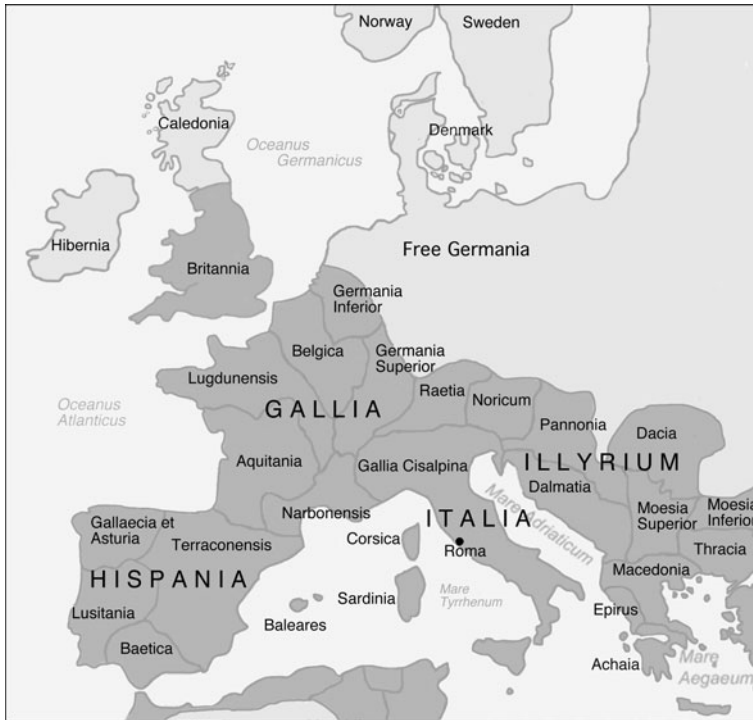 Norway
Sweden
Caledonia
Oceanus
Germanicus
Denmark
Hibernia
Britannia
Free Germania
Germania
Inferior
Belgica
Germania
Superior
Lugdunensis
Raetia
Noricum
Oceanus
Atlanticus
GALLIA
Pannonia
Dacia
Aquitania
Gallia Cisalpina
ILLYRIUM
Dalmatia
Mare Adriaticum
Moesia
Superior
Moesia
Inferior
Gallaecia et
Asturia
Narbonensis
ITALIA
Terraconensis
Corsica
Roma
Thracia
HISPANIA
Macedonia
Mare
Tyrrhenum
Sardinia
Lusitania
Baleares
Epirus
Baetica
Achaia
Mare
Aegaeum